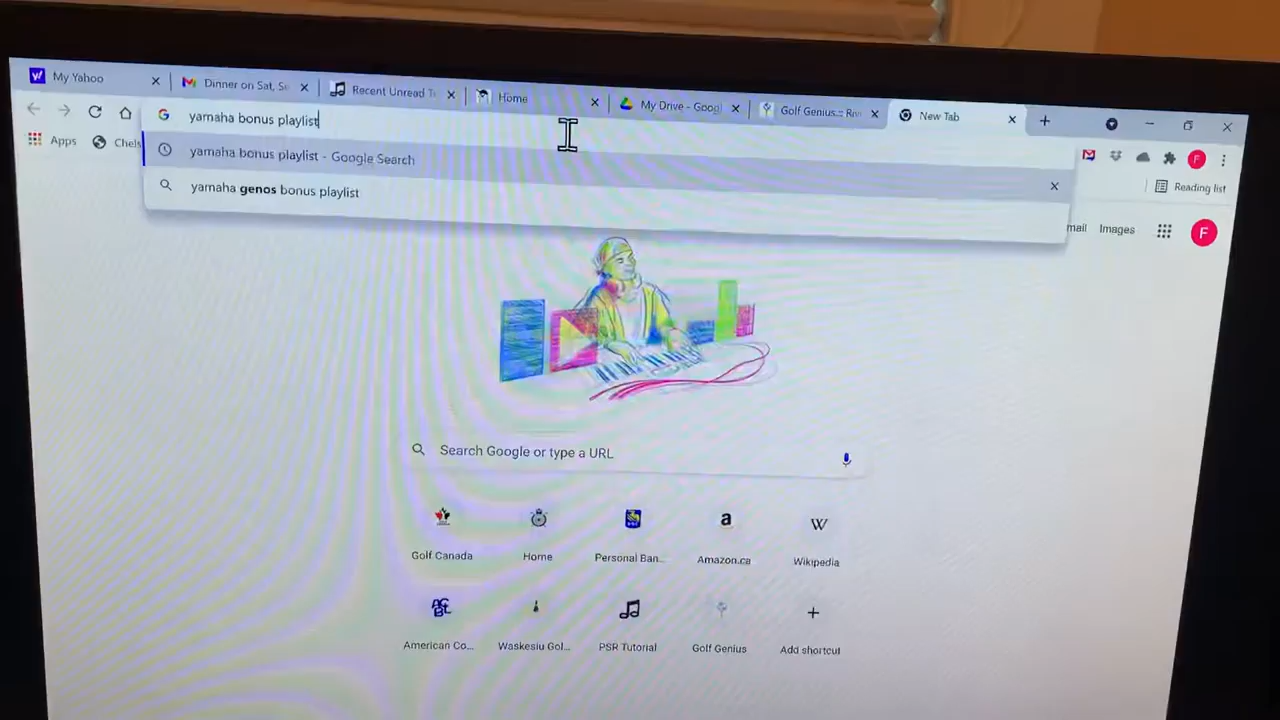 My Yahoo
Dinner on Sat, S
Recent Unread T
Home
My Drive - Googl
Golf Genius :: Riv
New Tab
yamaha bonus playlist
Apps
Chels
yamaha bonus playlist - Google Search
yamaha genos bonus playlist
Reading list
mail
Images
F
F
Search Google or type a URL
Golf Canada
Home
Personal Ban...
Amazon.ca
Wikipedia
American Co...
Waskesiu Gol...
PSR Tutorial
Golf Genius
Add shortcut